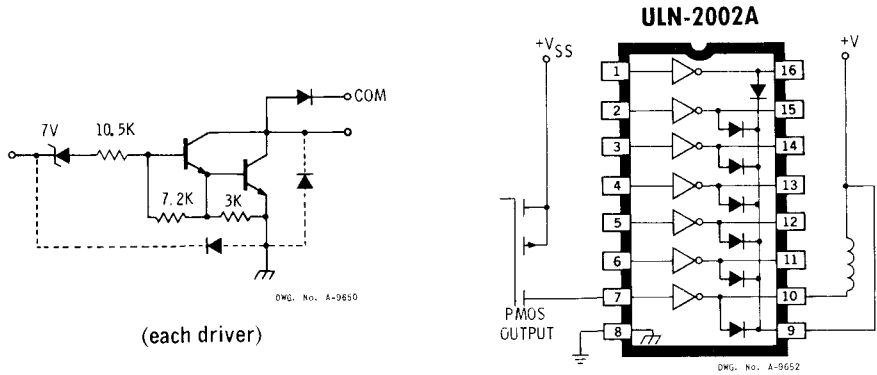 ULN-2002A
7V
10.5K
7.2K
3K
COM
DWG. No. A-9650
(each driver)
+VSS
+V
1
2
3
4
5
6
7
8
16
15
14
13
12
11
10
9
PMOS
OUTPUT
DWG. No. A-9652